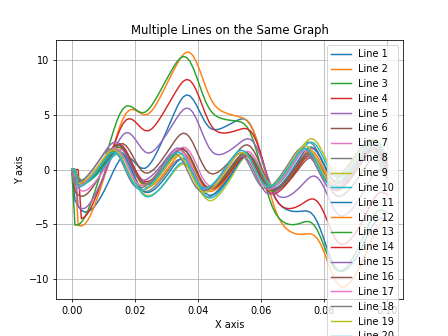 Multiple Lines on the Same Graph
Y axis
10
5
0
−5
−10
0.00
0.02
0.04
0.06
X axis
Line 1
Line 2
Line 3
Line 4
Line 5
Line 6
Line 7
Line 8
Line 9
Line 10
Line 11
Line 12
Line 13
Line 14
Line 15
Line 16
Line 17
Line 18
Line 19
Line 20